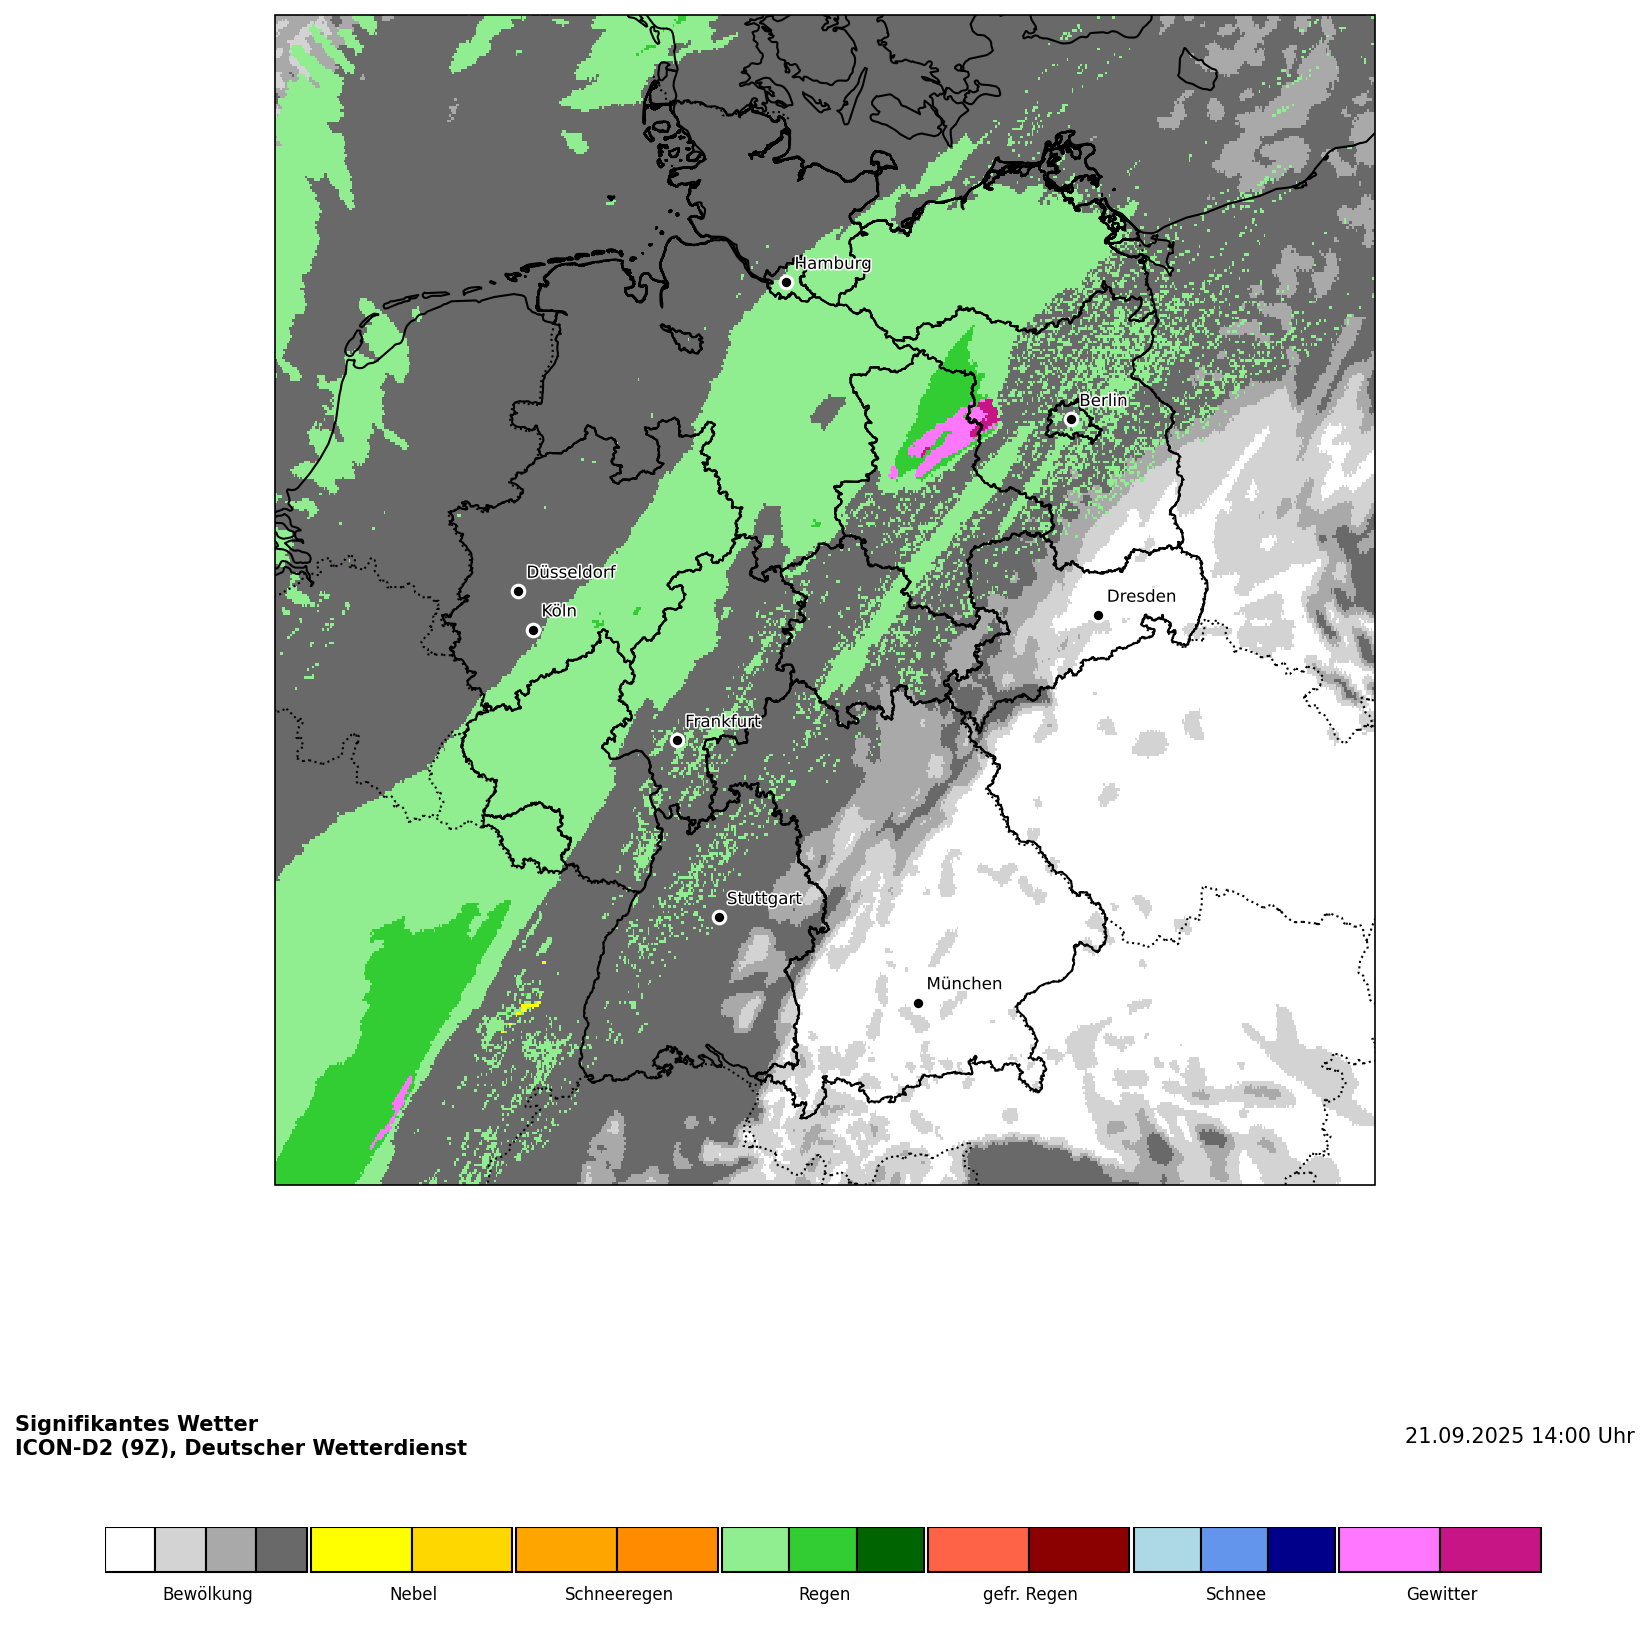 Hamburg
Berlin
Düsseldorf
Köln
Dresden
Frankfurt
Stuttgart
München
Signifikantes Wetter
ICON-D2 (9Z), Deutscher Wetterdienst
21.09.2025 14:00 Uhr
Bewölkung
Nebel
Schneeregen
Regen
gefr. Regen
Schnee
Gewitter